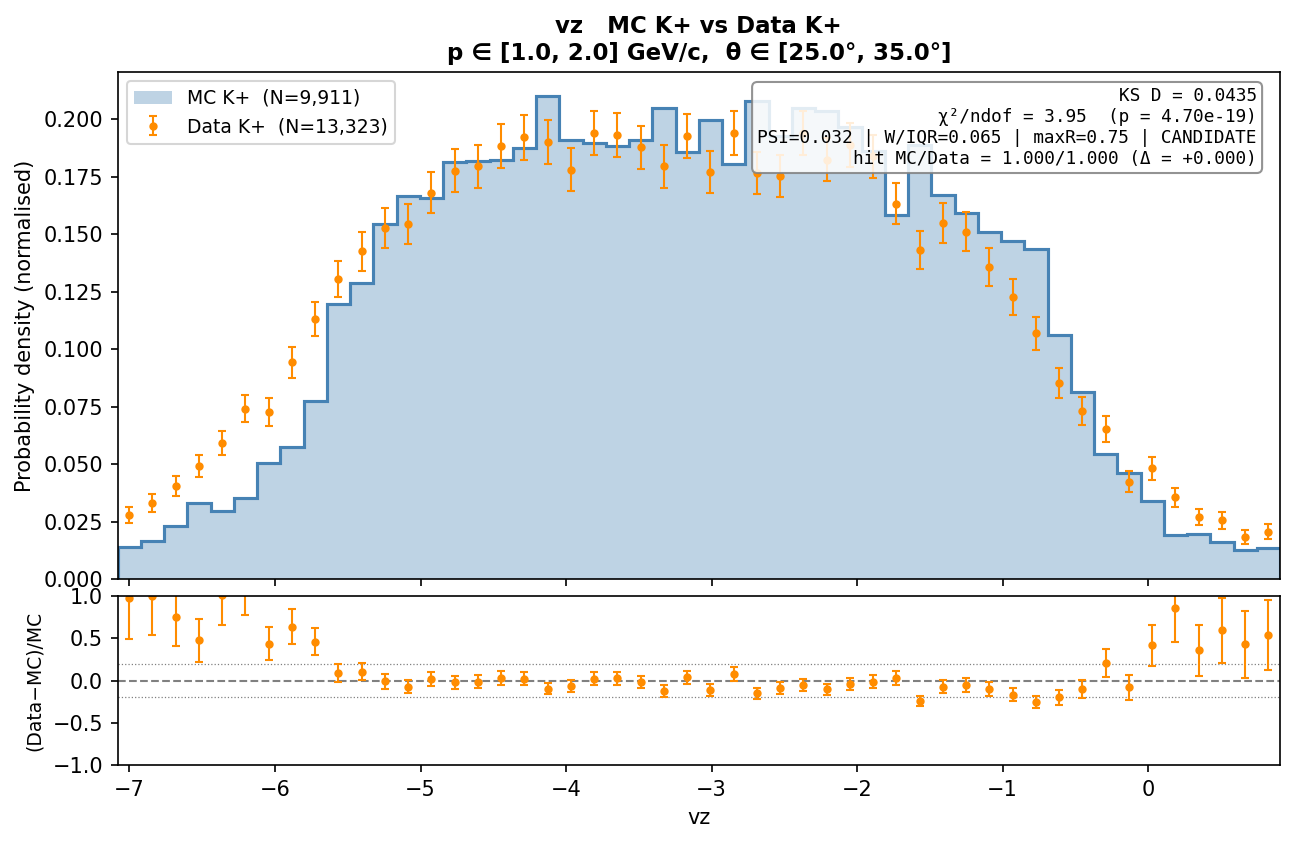 vz   MC K+ vs Data K+
p ∈ [1.0, 2.0] GeV/c,  θ ∈ [25.0°, 35.0°]
MC K+  (N=9,911)
Data K+  (N=13,323)
KS D = 0.0435
χ²/ndof = 3.95  (p = 4.70e-19)
PSI=0.032 | W/IQR=0.065 | maxR=0.75 | CANDIDATE
hit MC/Data = 1.000/1.000 (Δ = +0.000)
Probability density (normalised)
0.200
0.175
0.150
0.125
0.100
0.075
0.050
0.025
0.000
(Data−MC)/MC
1.0
0.5
0.0
−0.5
−1.0
−7 −6 −5 −4 −3 −2 −1 0
vz